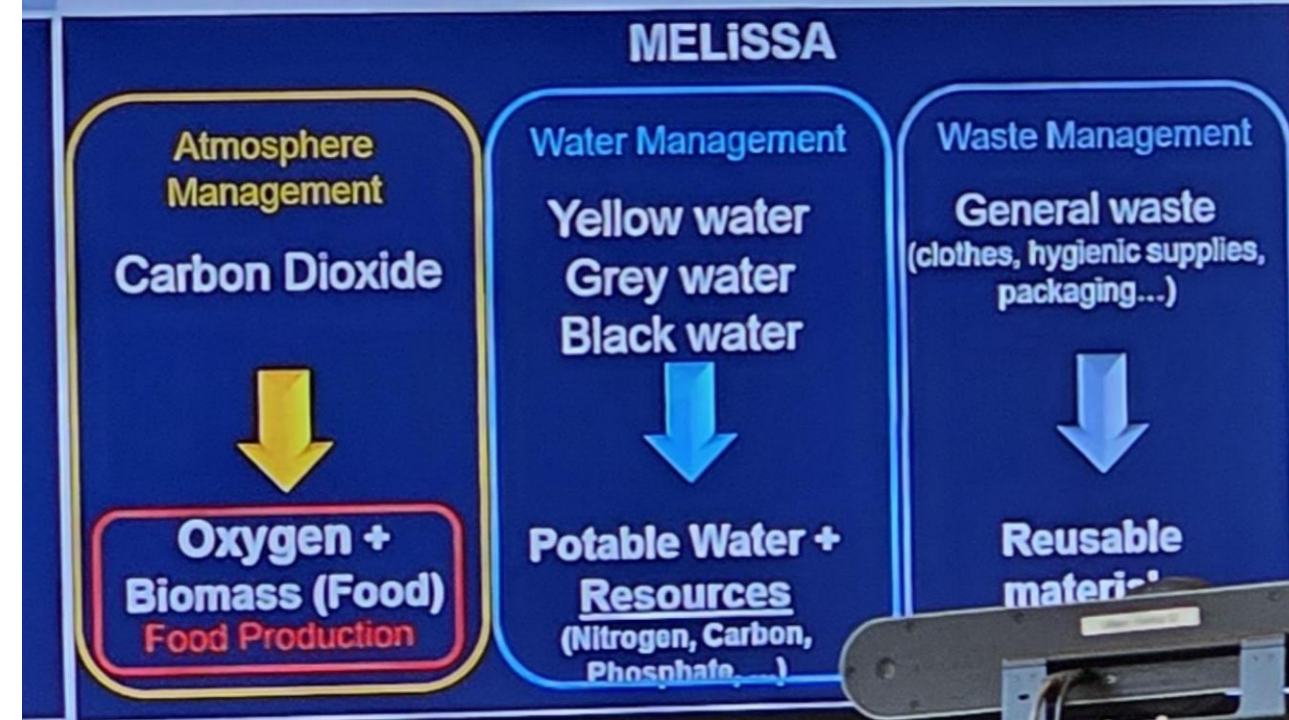 MELiSSA
Atmosphere
Management
Carbon Dioxide
Oxygen +
Biomass (Food)
Food Production
Water Management
Yellow water
Grey water
Black water
Potable Water +
Resources
(Nitrogen, Carbon,
Phosphate, ...)
Waste Management
General waste
(clothes, hygienic supplies,
packaging...)
Reusable